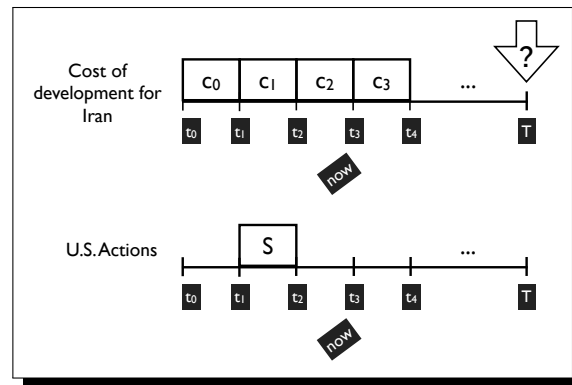 ?
Cost of
development for
Iran
c0 c1 c2 c3 ...
t0 t1 t2 t3 t4 T
now
U.S. Actions
S ...
t0 t1 t2 t3 t4 T
now